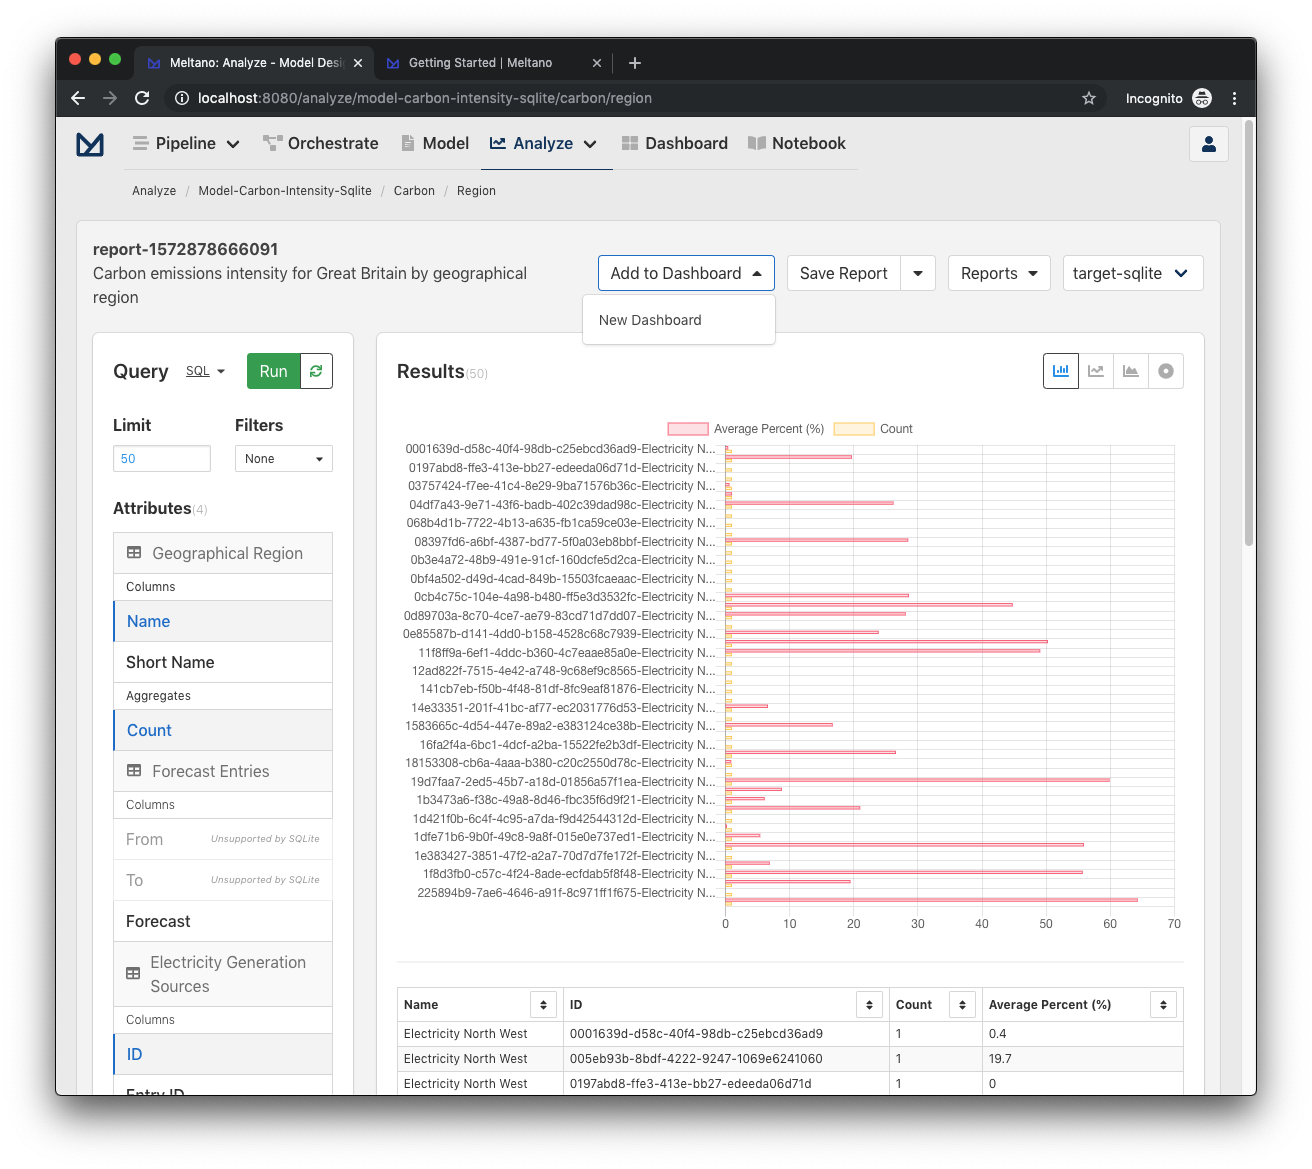 Meltano: Analyze - Model Desi
Getting Started | Meltano
localhost:8080/analyze/model-carbon-intensity-sqlite/carbon/region
Incognito
Pipeline
Orchestrate
Model
Analyze
Dashboard
Notebook
Analyze / Model-Carbon-Intensity-Sqlite / Carbon / Region
report-1572878666091
Carbon emissions intensity for Great Britain by geographical
region
Add to Dashboard
Save Report
Reports
target-sqlite
New Dashboard
Query
SQL
Run
Limit
Filters
50
None
Attributes(4)
Geographical Region
Columns
Name
Short Name
Aggregates
Count
Forecast Entries
Columns
From
Unsupported by SQLite
To
Unsupported by SQLite
Forecast
Electricity Generation
Sources
Columns
ID
Entry ID
Results(50)
Average Percent (%)
Count
0001639d-d58c-40f4-98db-c25ebcd36ad9-Electricity N...
0197abd8-ffe3-413e-bb27-edeeda06d71d-Electricity N...
03757424-f7ee-41c4-8e29-9ba71576b36c-Electricity N...
04df7a43-9e71-43f6-badb-402c39dad98c-Electricity N...
068b4d1b-7722-4b13-a635-fb1ca59ce03e-Electricity N...
08397fd6-a6bf-4387-bd77-5f0a03eb8bbf-Electricity N...
0b3e4a72-48b9-491e-91cf-160dcfe5d2ca-Electricity N...
0bf4a502-d49d-4cad-849b-15503fcaeaac-Electricity N...
0cb4c75c-104e-4a98-b480-ff5e3d3532fc-Electricity N...
0d89703a-8c70-4ce7-ae79-83cd71d7dd07-Electricity N...
0e85587b-d141-4dd0-b158-4528c68c7939-Electricity N...
11f8ff9a-6ef1-4ddc-b360-4c7eaae85a0e-Electricity N...
12ad822f-7515-4e42-a748-9c68ef9c8565-Electricity N...
141cb7eb-f50b-4f48-81df-8fc9eaf81876-Electricity N...
14e33351-201f-41bc-af77-ec2031776d53-Electricity N...
1583665c-4d54-447e-89a2-e383124ce38b-Electricity N...
16fa2f4a-6bc1-4dcf-a2ba-15522fe2b3df-Electricity N...
18153308-cb6a-4aaa-b380-c20c2550d78c-Electricity N...
19d7faa7-2ed5-45b7-a18d-01856a57f1ea-Electricity N...
1b3473a6-f38c-49a8-8d46-fbc35f6d9f21-Electricity N...
1d421f0b-6c4f-4c95-a7da-f9d42544312d-Electricity N...
1dfe71b6-9b0f-49c8-9a8f-015e0e737ed1-Electricity N...
1e383427-3851-47f2-a2a7-70d7d7fe172f-Electricity N...
1f8d3fb0-c57c-4f24-8ade-ecfdab5f8f48-Electricity N...
225894b9-7ae6-4646-a91f-8c971ff1f675-Electricity N...
0 10 20 30 40 50 60 70
Name ID Count Average Percent (%)
Electricity North West 0001639d-d58c-40f4-98db-c25ebcd36ad9 1 0.4
Electricity North West 005eb93b-8bdf-4222-9247-1069e6241060 1 19.7
Electricity North West 0197abd8-ffe3-413e-bb27-edeeda06d71d 1 0